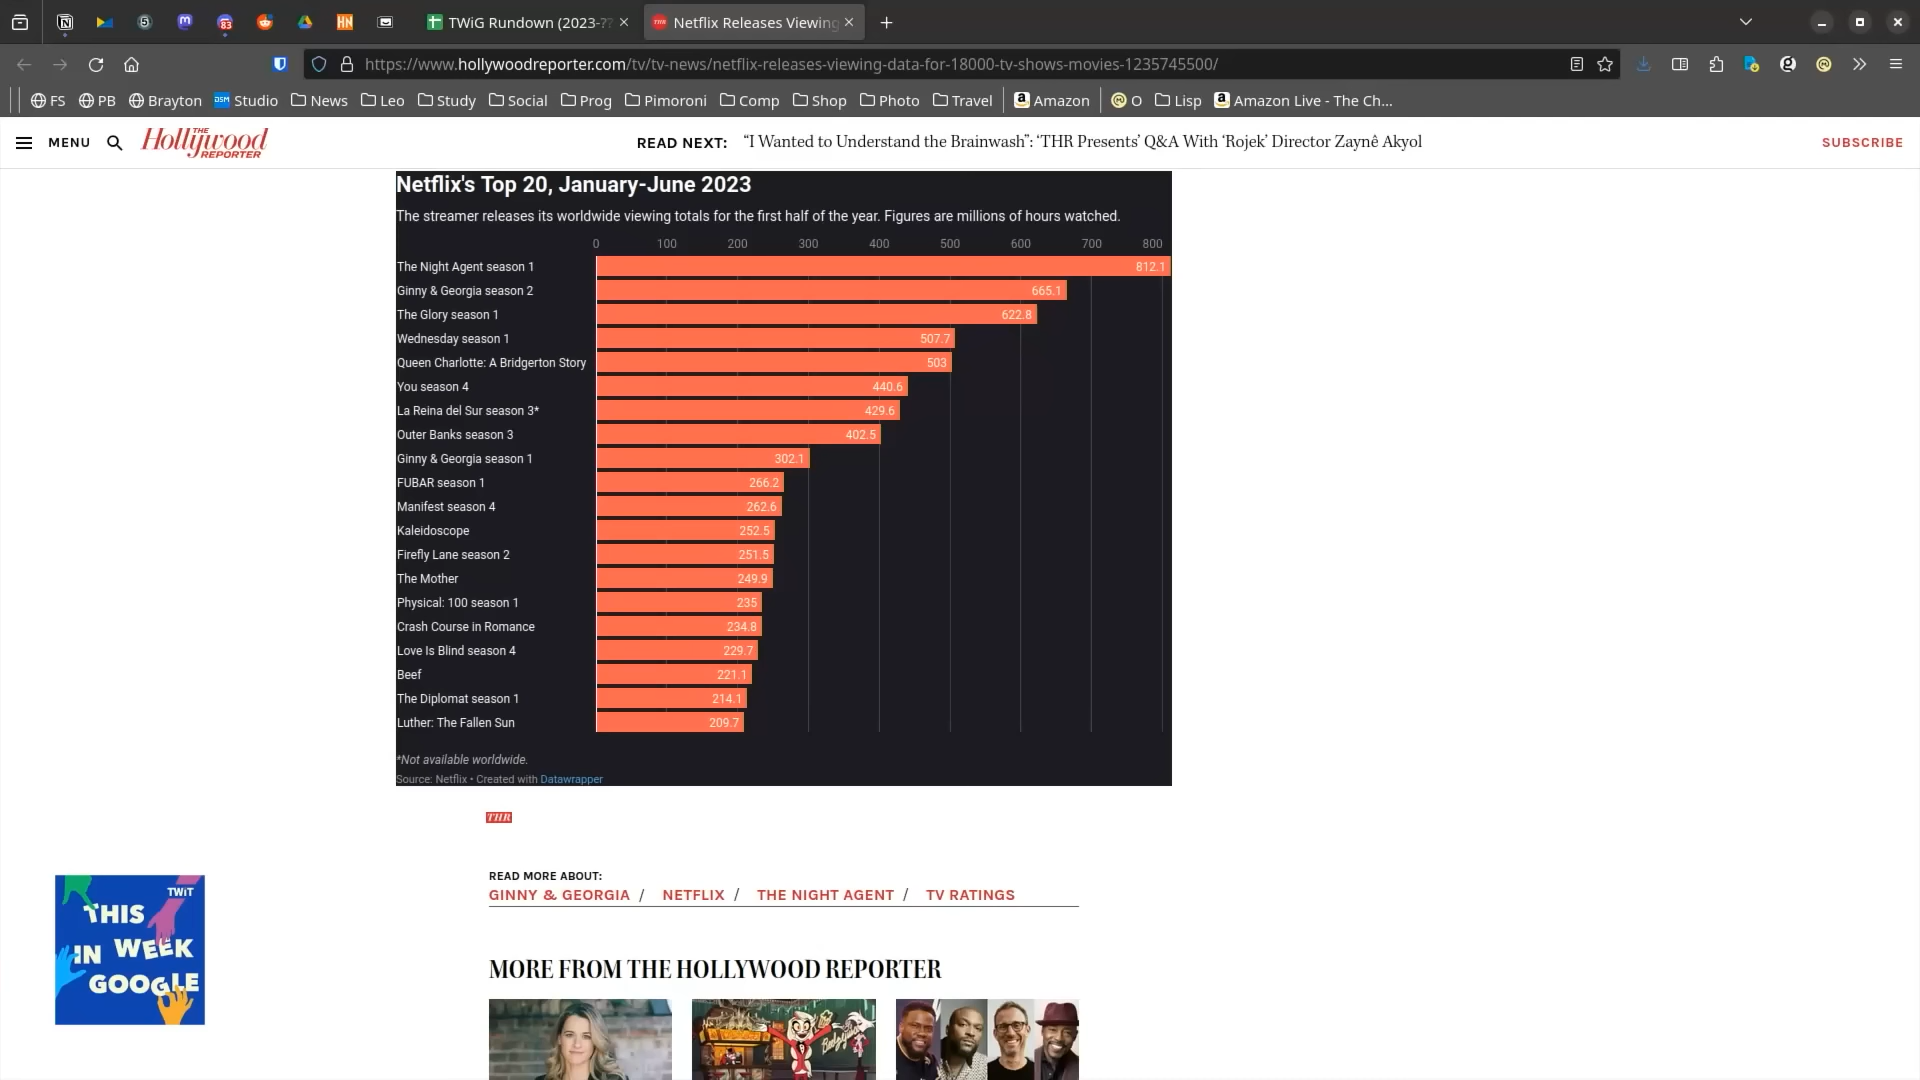 TWiG Rundown (2023-??
Netflix Releases Viewing
https://www.hollywoodreporter.com/tv/tv-news/netflix-releases-viewing-data-for-18000-tv-shows-movies-1235745500/
FS PB Brayton Studio News Leo Study Social Prog Pimoroni Comp Shop Photo Travel Amazon O Lisp Amazon Live - The Ch...
MENU THE Hollywood REPORTER READ NEXT: “I Wanted to Understand the Brainwash”: ‘THR Presents’ Q&A With ‘Rojek’ Director Zaynê Akyol SUBSCRIBE
Netflix's Top 20, January-June 2023
The streamer releases its worldwide viewing totals for the first half of the year. Figures are millions of hours watched.
0 100 200 300 400 500 600 700 800
The Night Agent season 1 812.1
Ginny & Georgia season 2 665.1
The Glory season 1 622.8
Wednesday season 1 507.7
Queen Charlotte: A Bridgerton Story 503
You season 4 440.6
La Reina del Sur season 3* 429.6
Outer Banks season 3 402.5
Ginny & Georgia season 1 302.1
FUBAR season 1 266.2
Manifest season 4 262.6
Kaleidoscope 252.5
Firefly Lane season 2 251.5
The Mother 249.9
Physical: 100 season 1 235
Crash Course in Romance 234.8
Love Is Blind season 4 229.7
Beef 221.1
The Diplomat season 1 214.1
Luther: The Fallen Sun 209.7
*Not available worldwide.
Source: Netflix • Created with Datawrapper
THR
READ MORE ABOUT:
GINNY & GEORGIA / NETFLIX / THE NIGHT AGENT / TV RATINGS
MORE FROM THE HOLLYWOOD REPORTER
TWiT
THIS
IN WEEK
GOOGLE